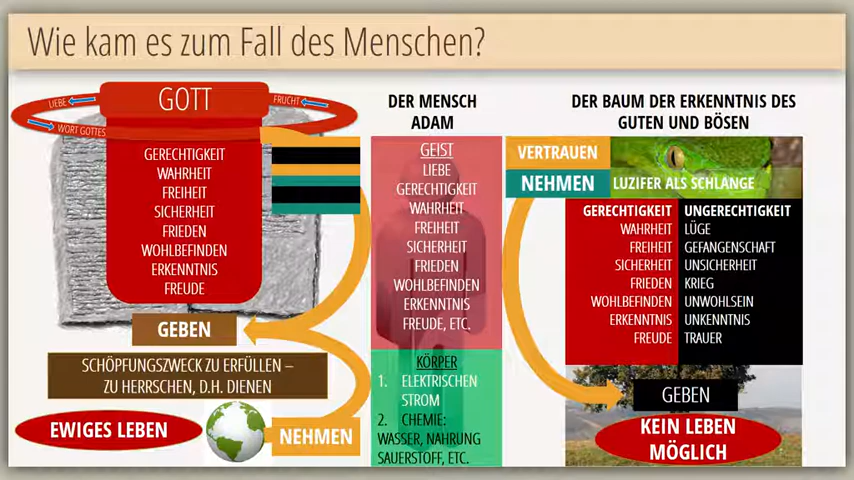 Wie kam es zum Fall des Menschen?
GOTT
LIEBE
FRUCHT
WORT GOTTES
GERECHTIGKEIT
WAHRHEIT
FREIHEIT
SICHERHEIT
FRIEDEN
WOHLBEFINDEN
ERKENNTNIS
FREUDE
GEBEN
SCHÖPFUNGSZWECK ZU ERFÜLLEN –
ZU HERRSCHEN, D.H. DIENEN
EWIGES LEBEN
NEHMEN
DER MENSCH
ADAM
GEIST
LIEBE
GERECHTIGKEIT
WAHRHEIT
FREIHEIT
SICHERHEIT
FRIEDEN
WOHLBEFINDEN
ERKENNTNIS
FREUDE, ETC.
KÖRPER
1. ELEKTRISCHEN
STROM
2. CHEMIE:
WASSER, NAHRUNG
SAUERSTOFF, ETC.
DER BAUM DER ERKENNTNIS DES
GUTEN UND BÖSEN
VERTRAUEN
NEHMEN
LUZIFER ALS SCHLANGE
GERECHTIGKEIT UNGERECHTIGKEIT
WAHRHEIT LÜGE
FREIHEIT GEFANGENSCHAFT
SICHERHEIT UNSICHERHEIT
FRIEDEN KRIEG
WOHLBEFINDEN UNWOHLSEIN
ERKENNTNIS UNKENNTNIS
FREUDE TRAUER
GEBEN
KEIN LEBEN
MÖGLICH